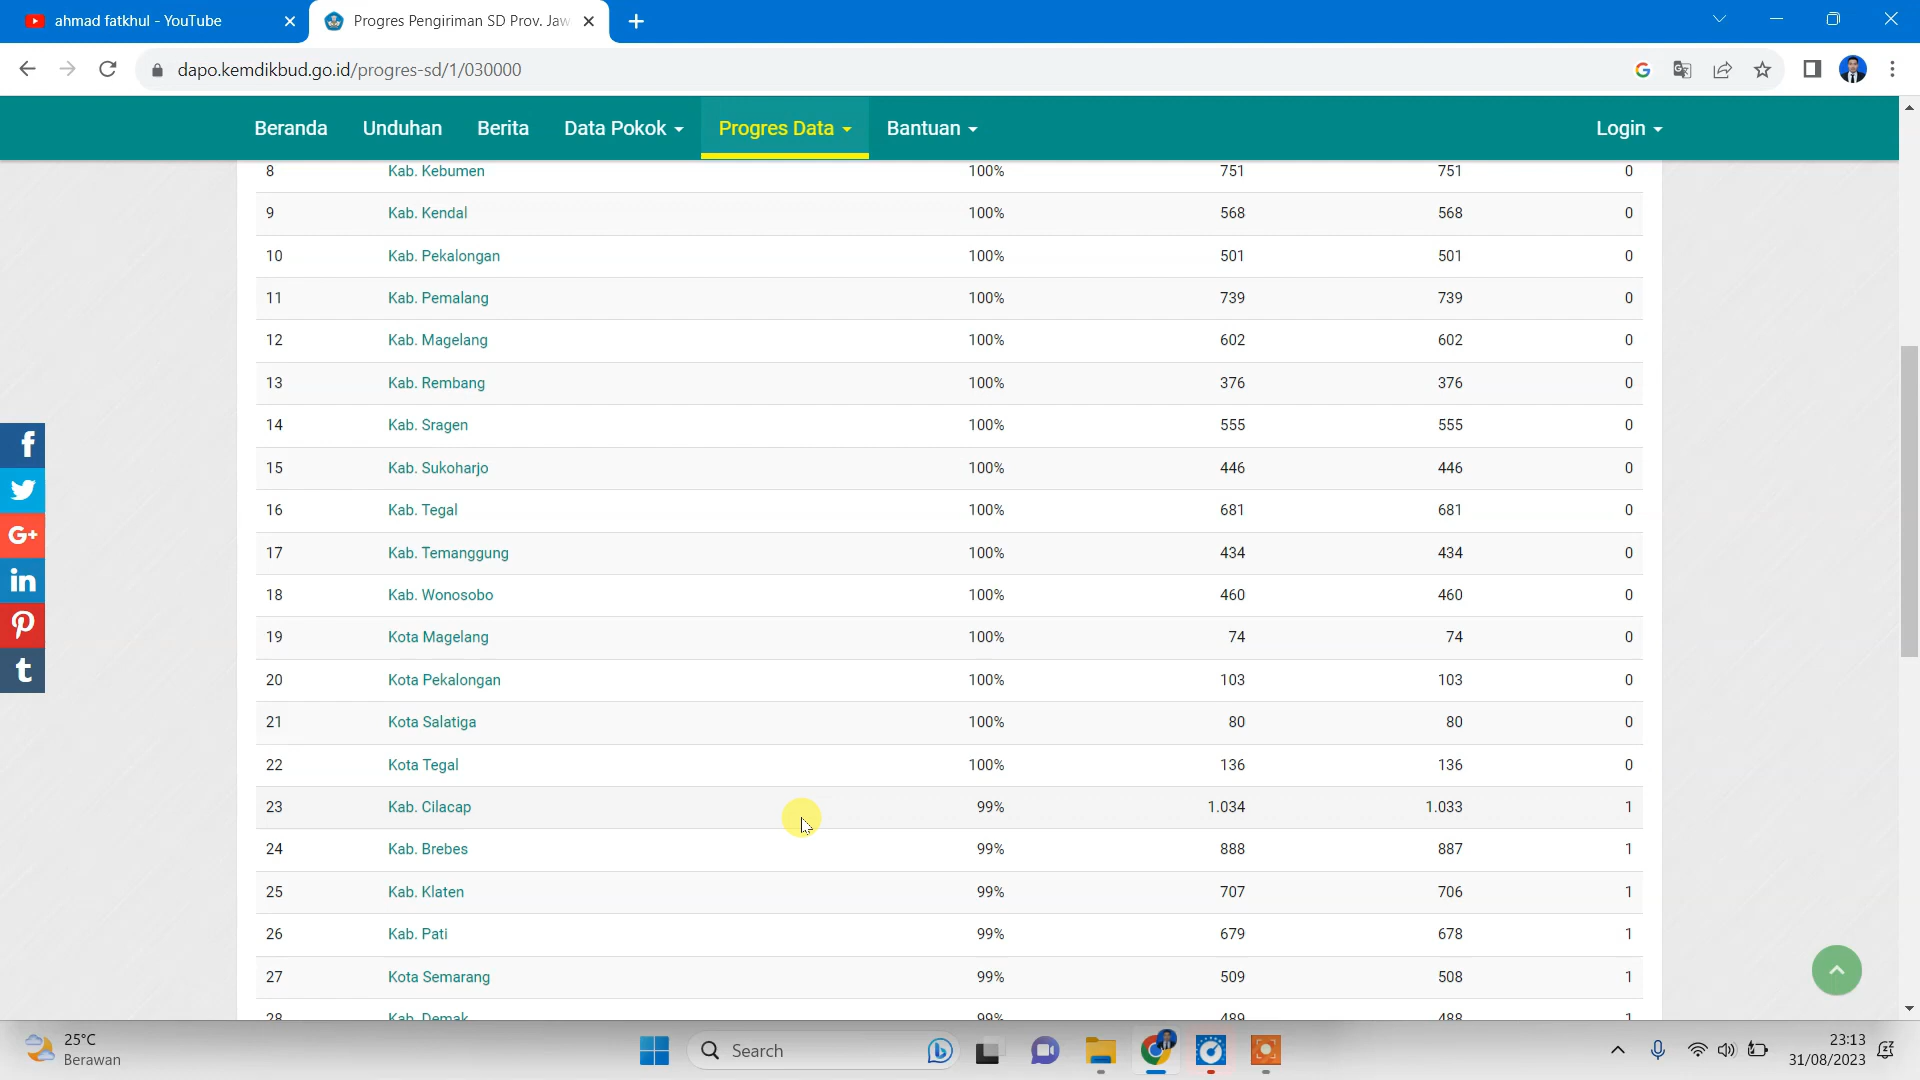 ahmad fatkhul - YouTube
Progres Pengiriman SD Prov. Jaw
dapo.kemdikbud.go.id/progres-sd/1/030000
Beranda Unduhan Berita Data Pokok Progres Data Bantuan Login
8 Kab. Kebumen 100% 751 751 0
9 Kab. Kendal 100% 568 568 0
10 Kab. Pekalongan 100% 501 501 0
11 Kab. Pemalang 100% 739 739 0
12 Kab. Magelang 100% 602 602 0
13 Kab. Rembang 100% 376 376 0
14 Kab. Sragen 100% 555 555 0
15 Kab. Sukoharjo 100% 446 446 0
16 Kab. Tegal 100% 681 681 0
17 Kab. Temanggung 100% 434 434 0
18 Kab. Wonosobo 100% 460 460 0
19 Kota Magelang 100% 74 74 0
20 Kota Pekalongan 100% 103 103 0
21 Kota Salatiga 100% 80 80 0
22 Kota Tegal 100% 136 136 0
23 Kab. Cilacap 99% 1.034 1.033 1
24 Kab. Brebes 99% 888 887 1
25 Kab. Klaten 99% 707 706 1
26 Kab. Pati 99% 679 678 1
27 Kota Semarang 99% 509 508 1
28 Kab. Demak 99% 489 488 1
f
G+
in
t
25°C
Berawan
Search
23:13
31/08/2023